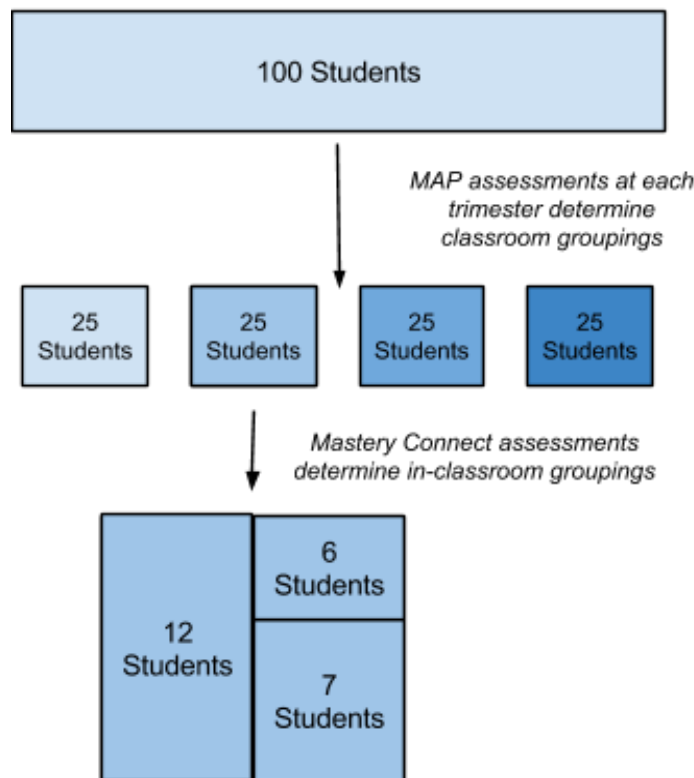 100 Students
MAP assessments at each
trimester determine
classroom groupings
25
Students
25
Students
25
Students
25
Students
Mastery Connect assessments
determine in-classroom groupings
12
Students
6
Students
7
Students